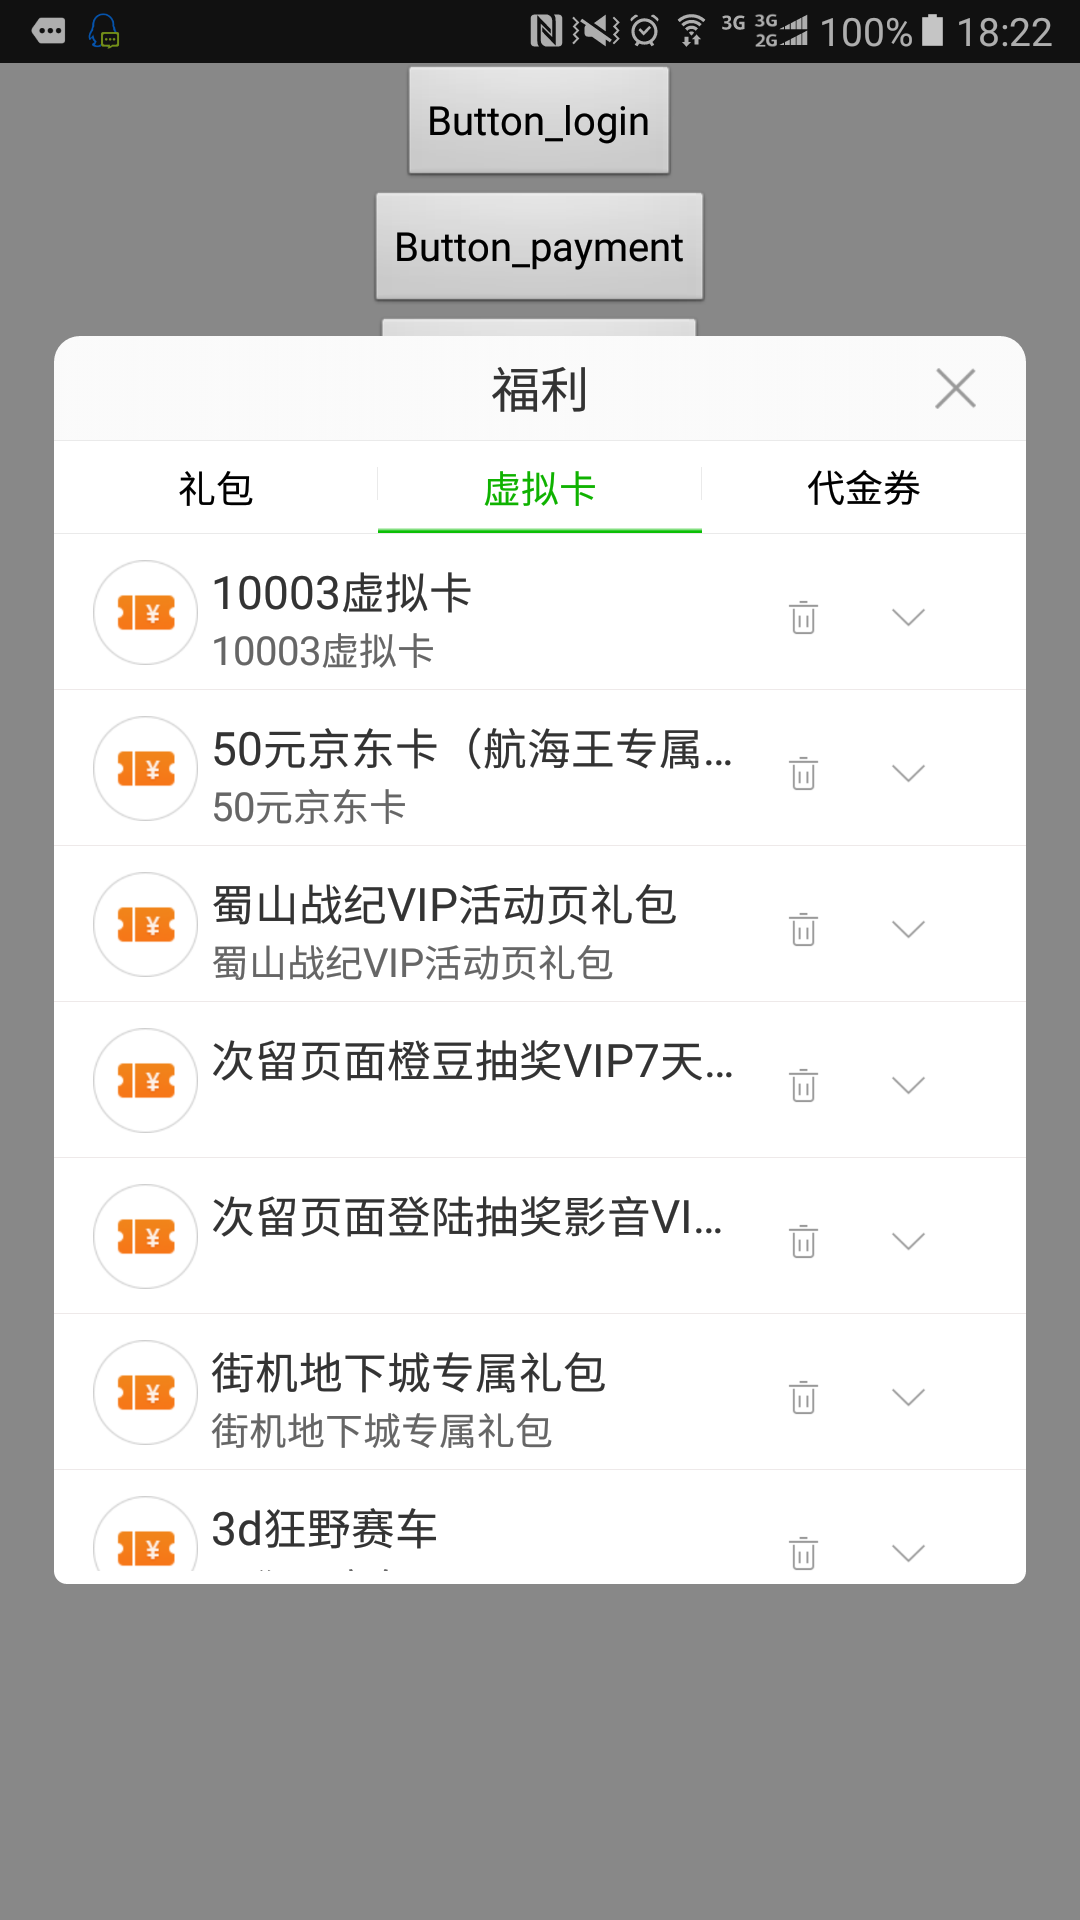 3G 3G 2G 100% 18:22
Button_login
Button_payment
福利
礼包 虚拟卡 代金券
10003虚拟卡
10003虚拟卡
50元京东卡（航海王专属...
50元京东卡
蜀山战纪VIP活动页礼包
蜀山战纪VIP活动页礼包
次留页面橙豆抽奖VIP7天...
次留页面登陆抽奖影音VI...
街机地下城专属礼包
街机地下城专属礼包
3d狂野赛车